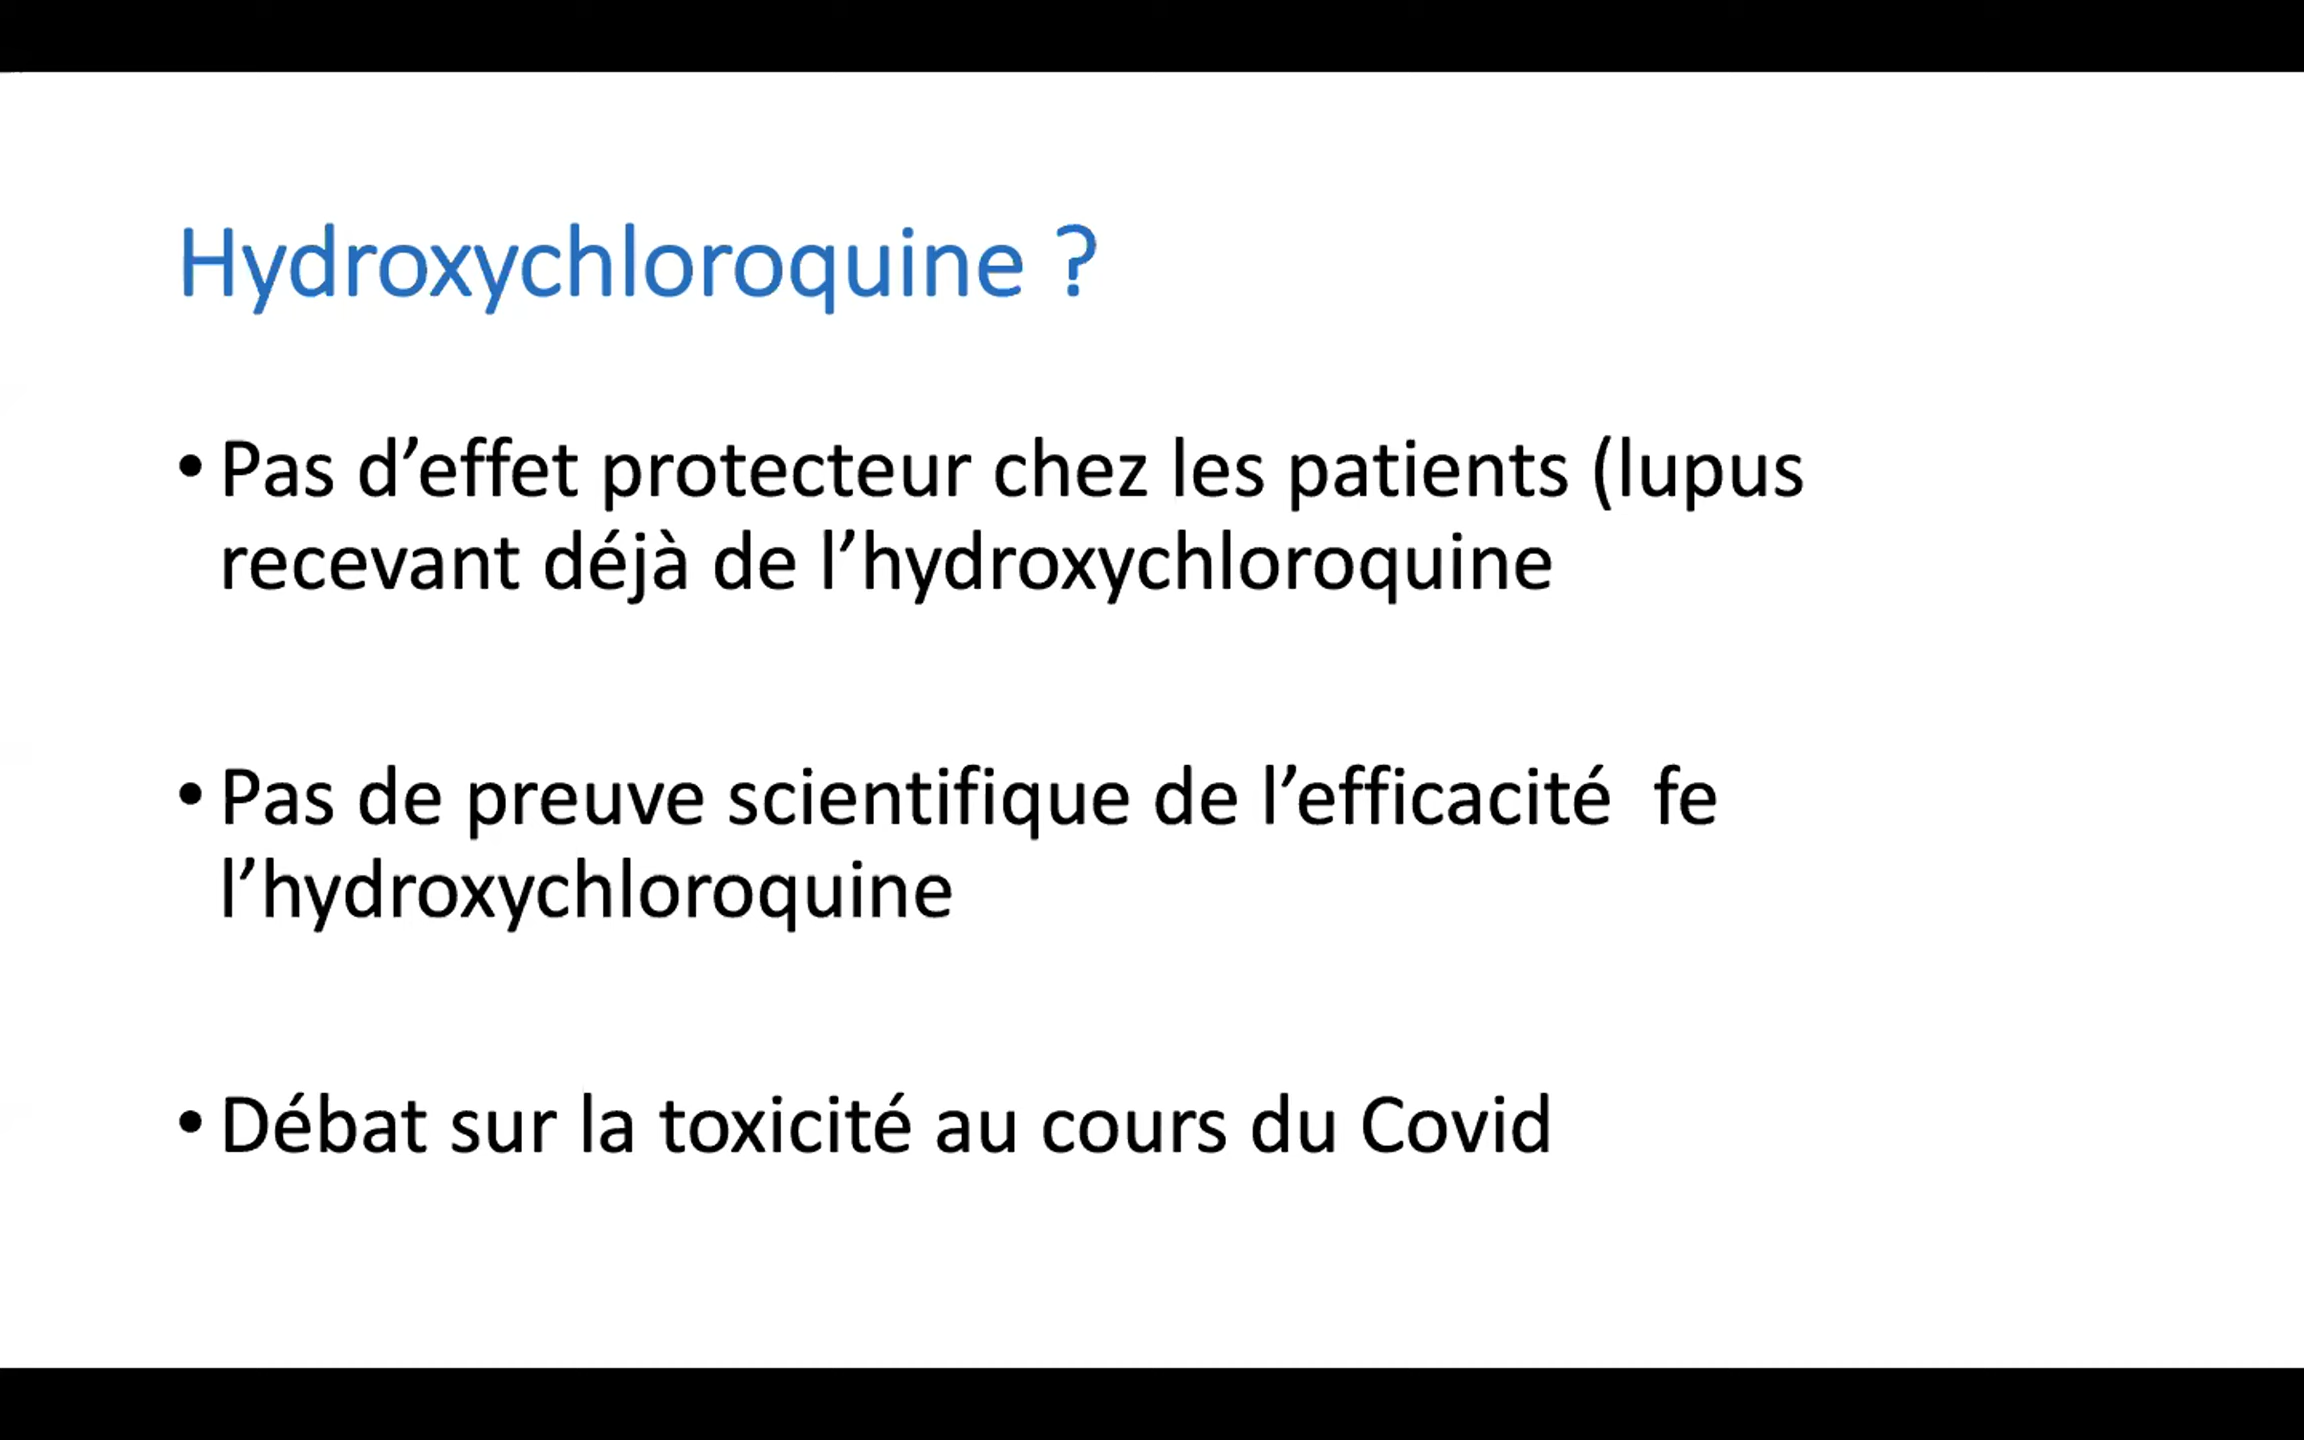 Hydroxychloroquine ?
• Pas d’effet protecteur chez les patients (lupus
recevant déjà de l’hydroxychloroquine
• Pas de preuve scientifique de l’efficacité  fe
l’hydroxychloroquine
• Débat sur la toxicité au cours du Covid